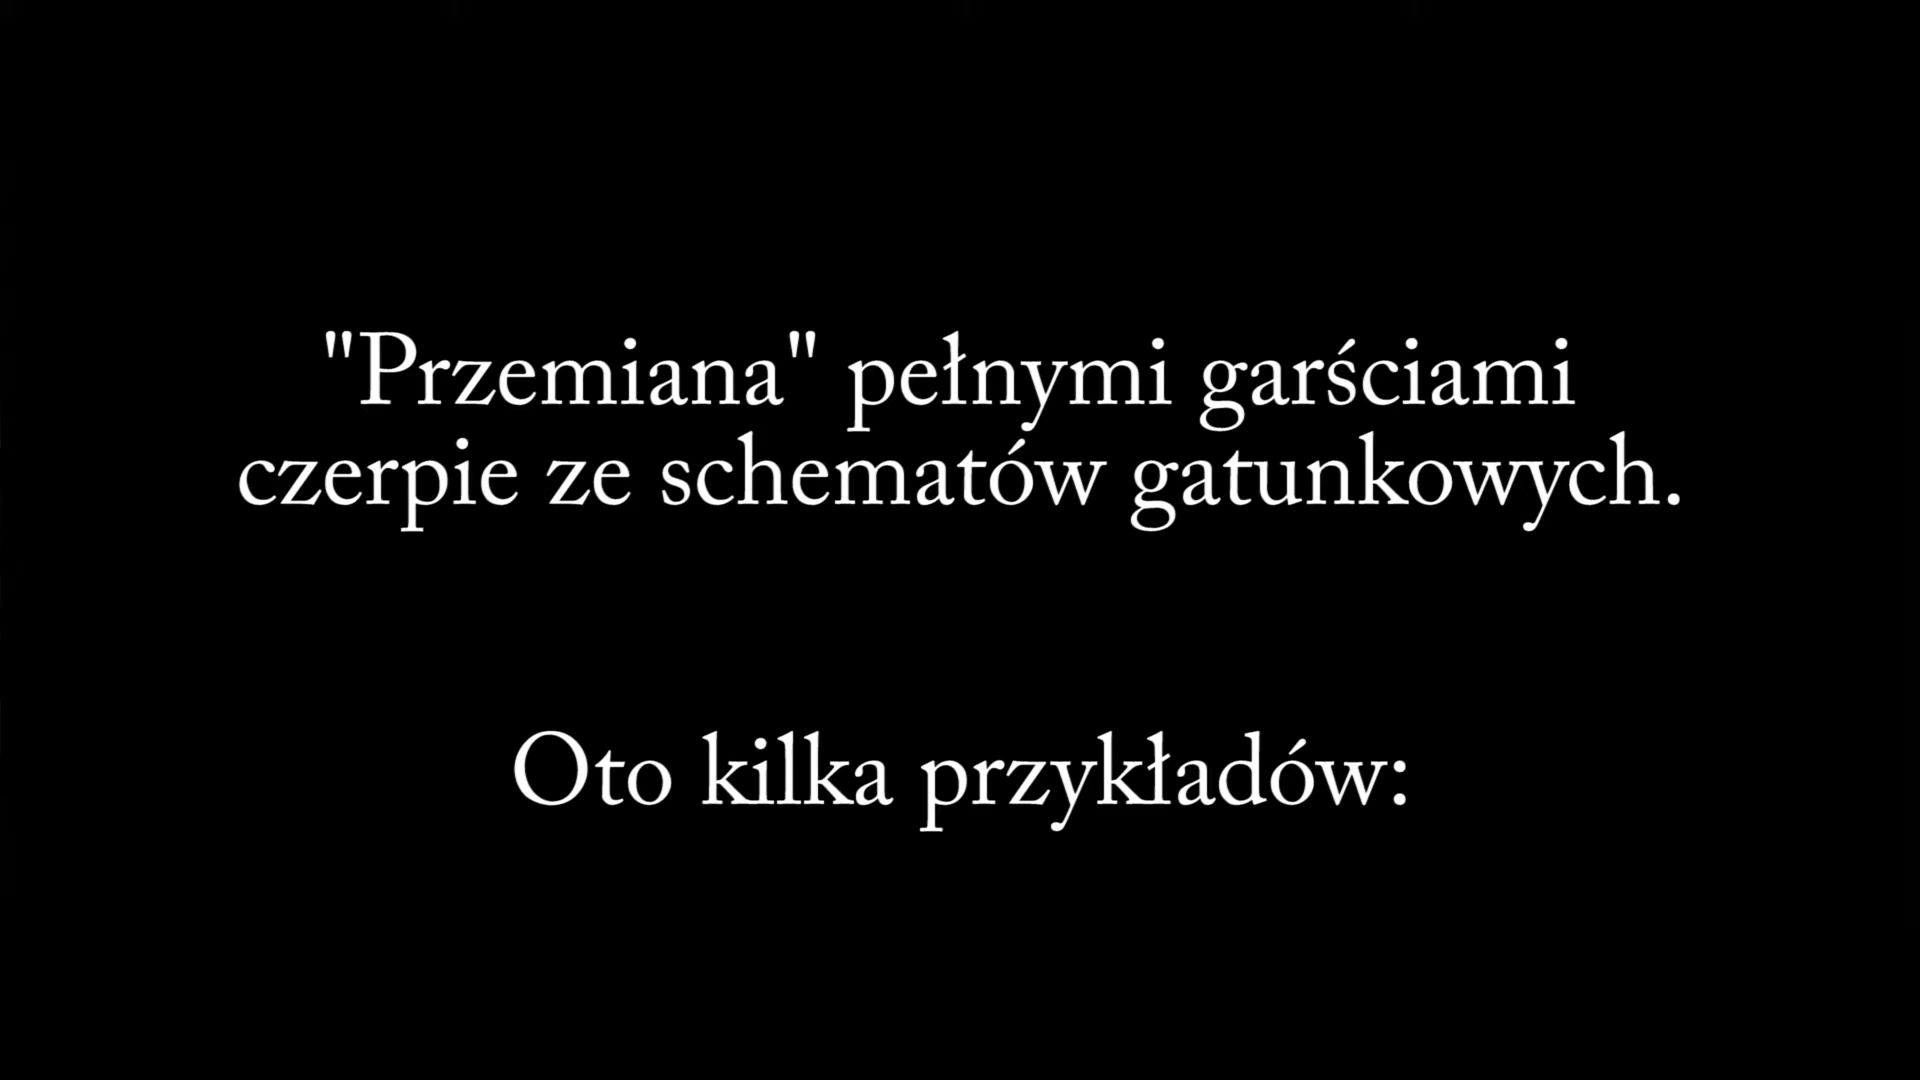 "Przemiana" pełnymi garściami
czerpie ze schematów gatunkowych.
Oto kilka przykładów: